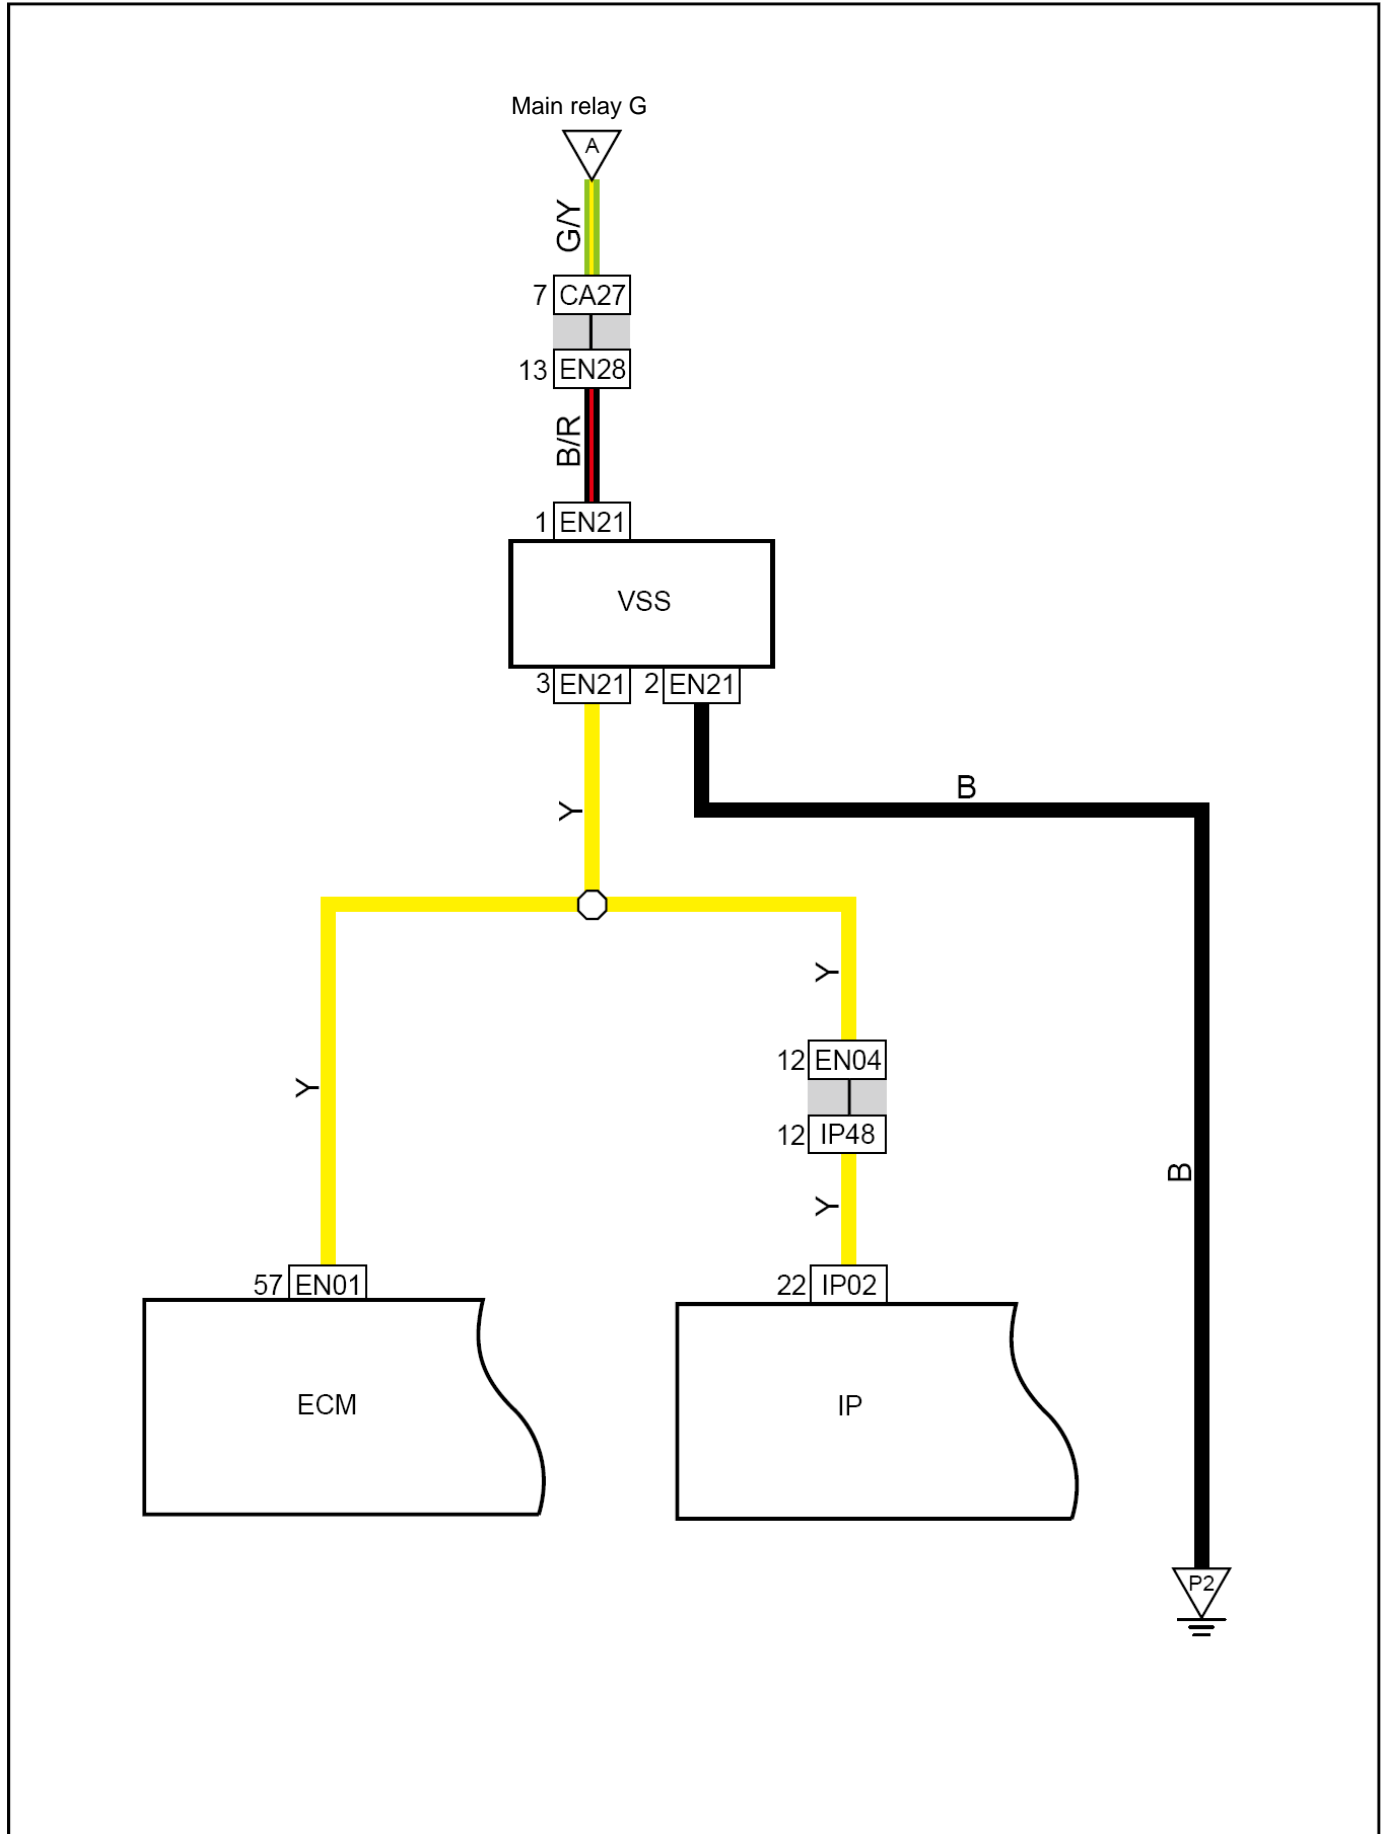 Main relay G
A
G/Y
7 CA27
13 EN28
B/R
1 EN21
VSS
3 EN21 2 EN21
B
Y
Y
12 EN04
Y
12 IP48
B
Y
57 EN01
22 IP02
ECM
IP
P2